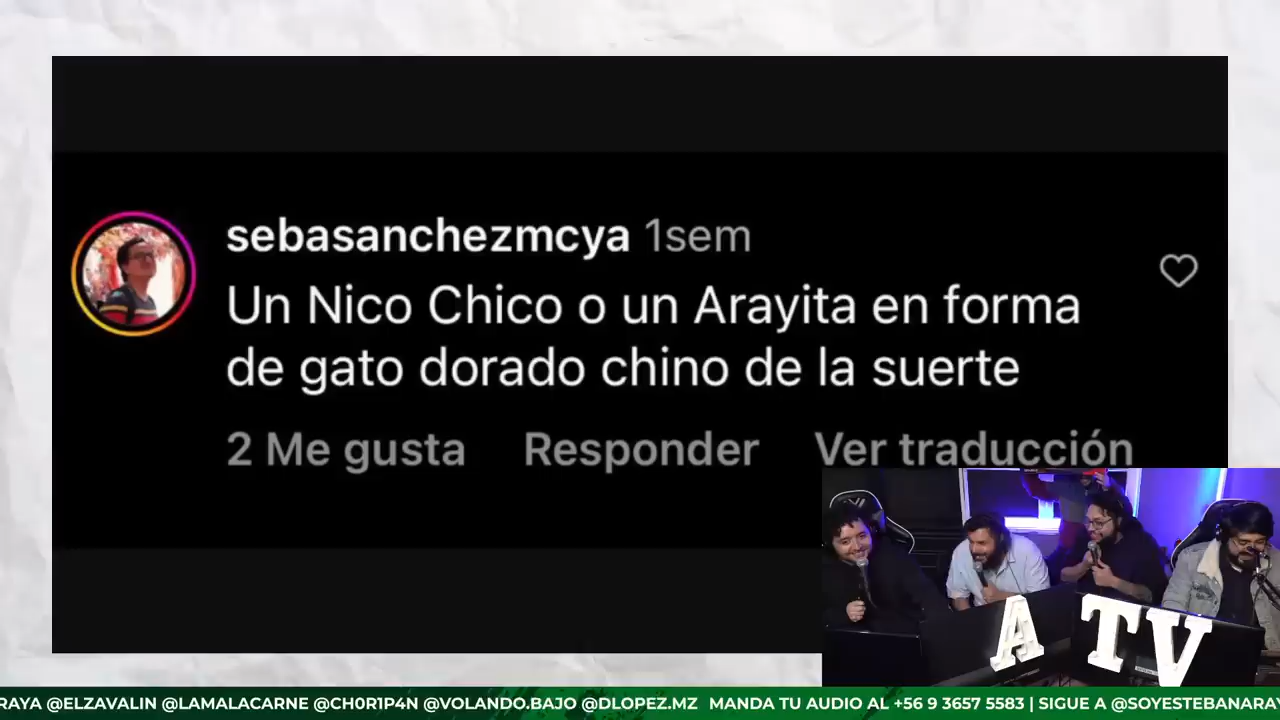 sebasanchezmcya 1sem
Un Nico Chico o un Arayita en forma
de gato dorado chino de la suerte
2 Me gusta Responder Ver traducción
A TV
RAYA @ELZAVALIN @LAMALACARNE @CH0R1P4N @VOLANDO.BAJO @DLOPEZ.MZ MANDA TU AUDIO AL +56 9 3657 5583 | SIGUE A @SOYESTEBANARAY